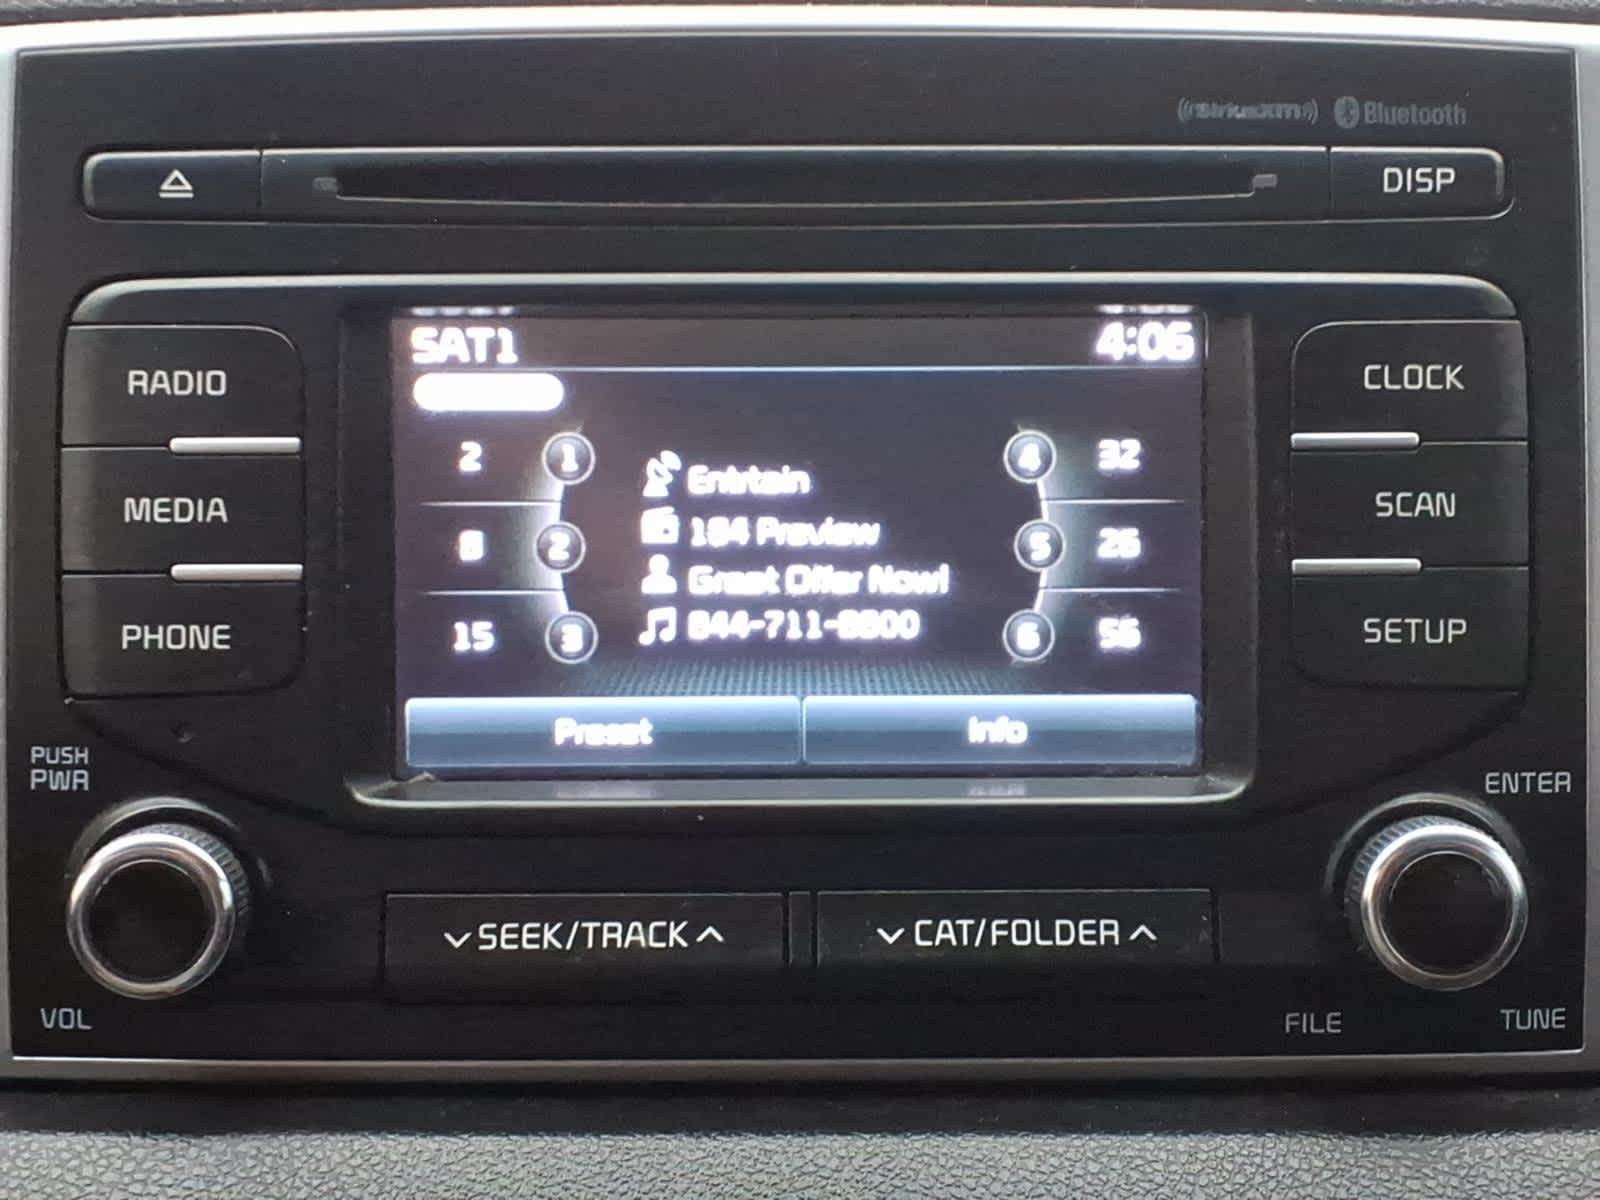 SiriusXM Bluetooth
DISP
SAT1 4:06
RADIO
CLOCK
2 1 4 32
Entrtain
MEDIA
SCAN
8 2 184 Preview 5 26
Great Offer Now!
15 3 844-711-8800 6 56
PHONE
SETUP
Preset Info
PUSH
PWR
ENTER
SEEK/TRACK
CAT/FOLDER
VOL
FILE TUNE